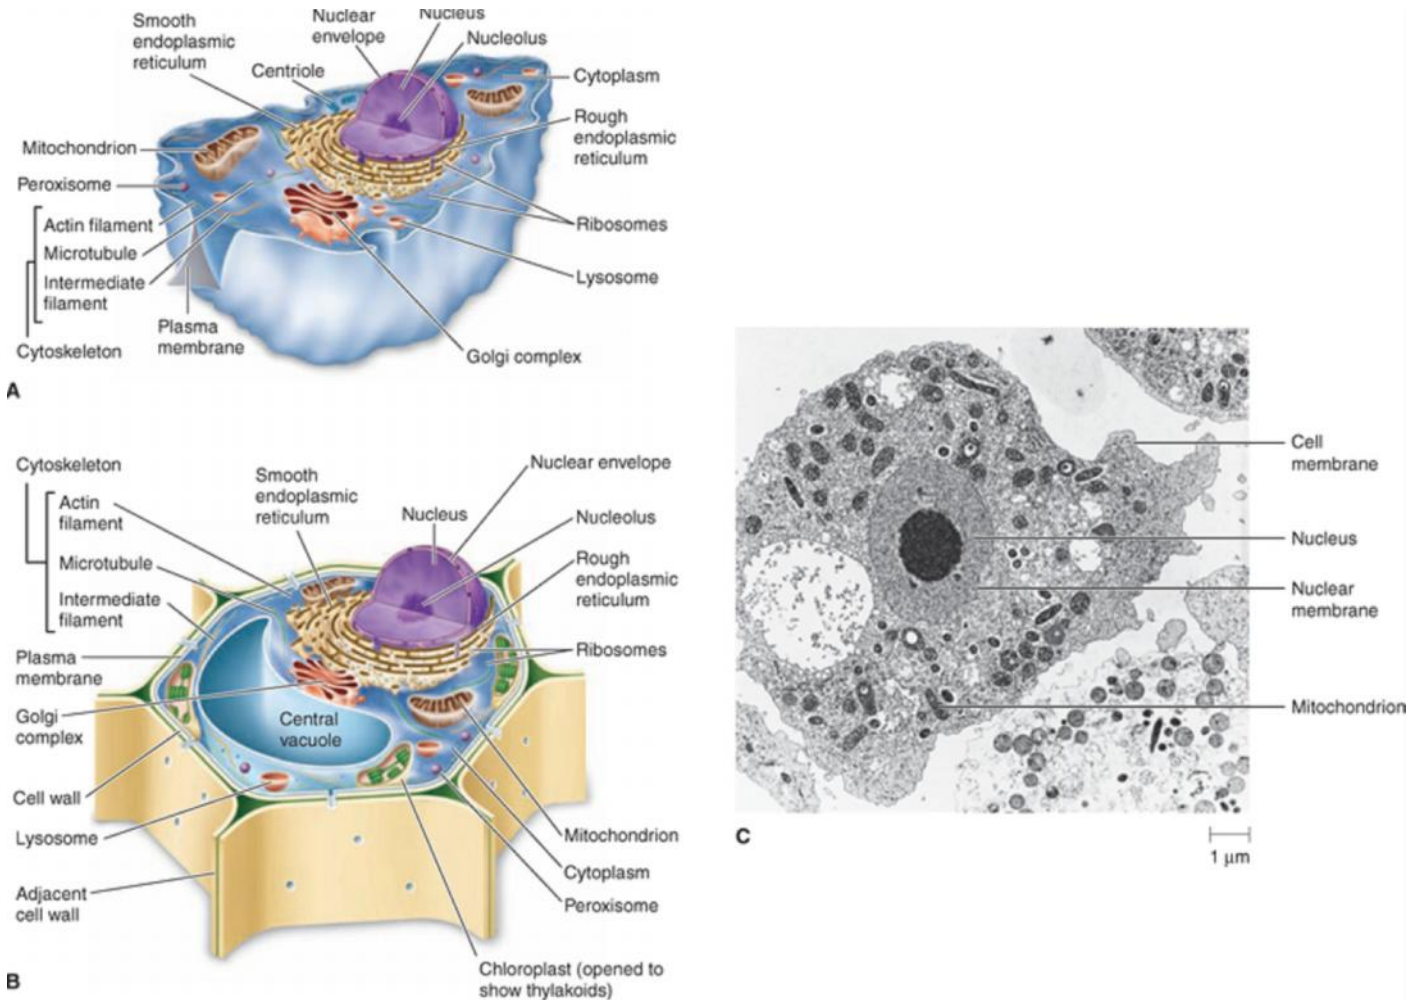 Smooth
endoplasmic
reticulum
Nuclear
envelope
Nucleus
Nucleolus
Centriole
Cytoplasm
Rough
endoplasmic
reticulum
Mitochondrion
Peroxisome
Actin filament
Microtubule
Intermediate
filament
Cytoskeleton
Plasma
membrane
Ribosomes
Lysosome
Golgi complex
A
Cytoskeleton
Actin
filament
Microtubule
Intermediate
filament
Plasma
membrane
Golgi
complex
Cell wall
Lysosome
Adjacent
cell wall
Smooth
endoplasmic
reticulum
Nucleus
Nuclear envelope
Nucleolus
Rough
endoplasmic
reticulum
Ribosomes
Central
vacuole
Mitochondrion
Cytoplasm
Peroxisome
Chloroplast (opened to
show thylakoids)
B
Cell
membrane
Nucleus
Nuclear
membrane
Mitochondrion
C
1 μm